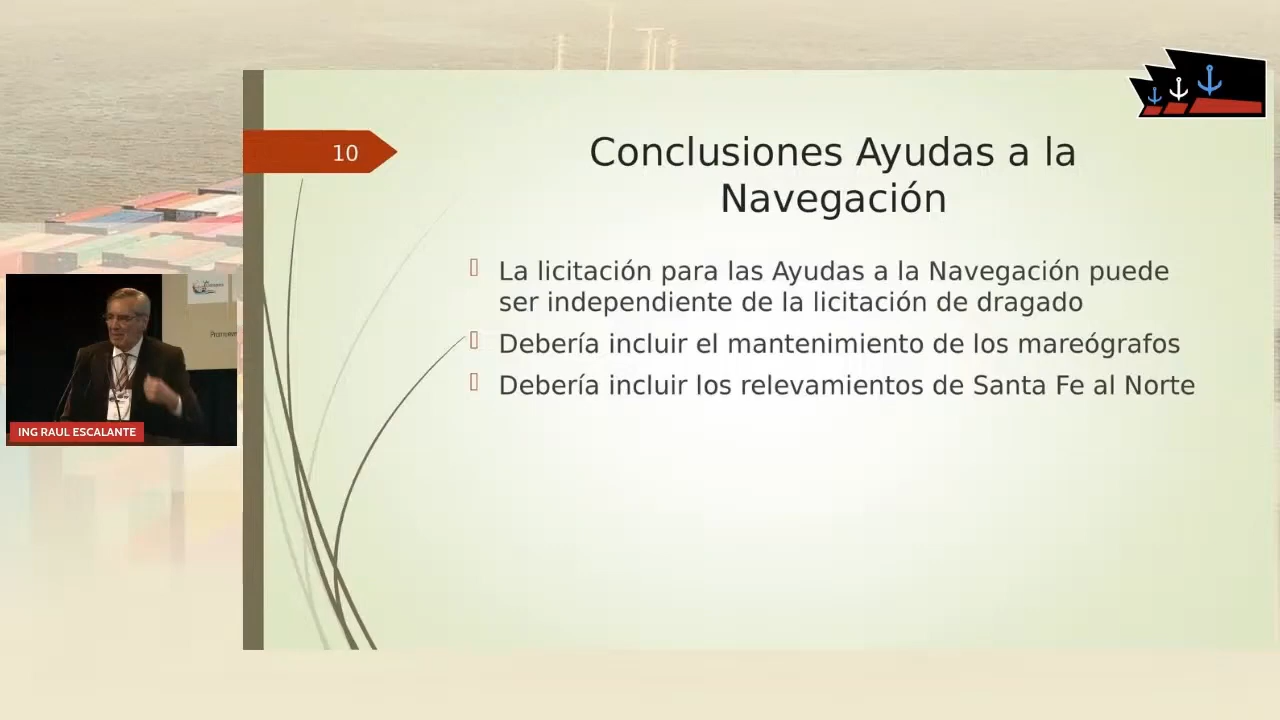 10
Conclusiones Ayudas a la
Navegación
La licitación para las Ayudas a la Navegación puede
ser independiente de la licitación de dragado
Debería incluir el mantenimiento de los mareógrafos
Debería incluir los relevamientos de Santa Fe al Norte
ING RAUL ESCALANTE